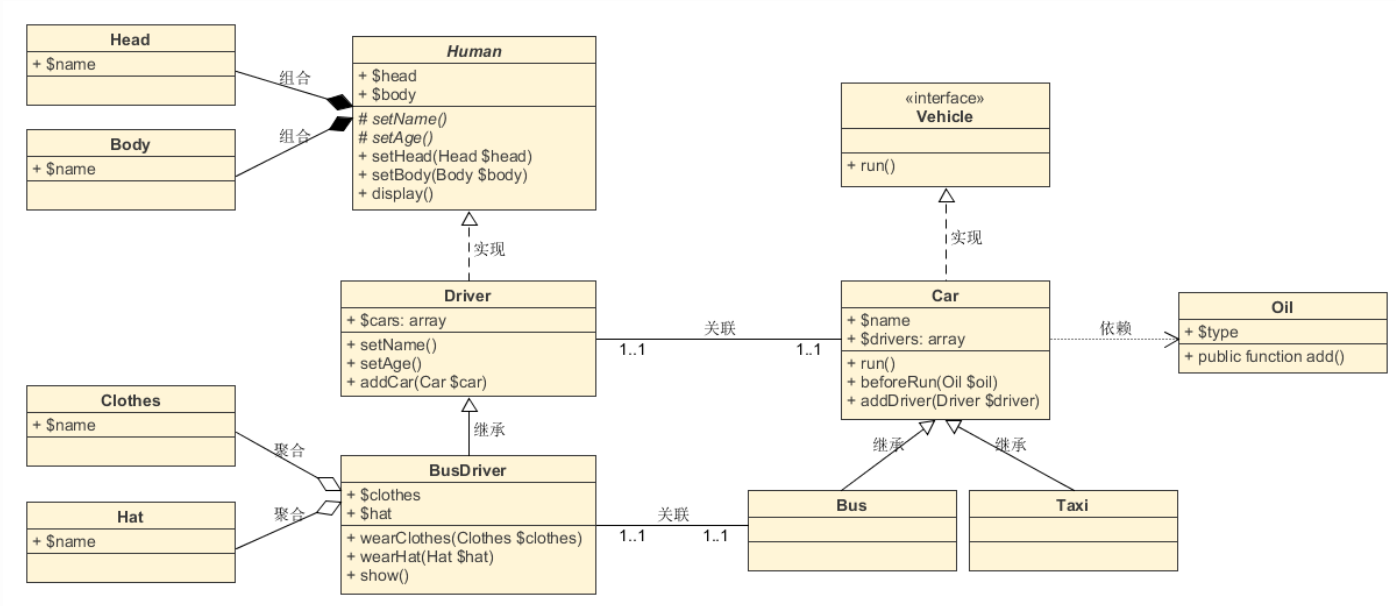 Head
+ $name
组合
Body
+ $name
组合
Human
+ $head
+ $body
# setName()
# setAge()
+ setHead(Head $head)
+ setBody(Body $body)
+ display()
«interface»
Vehicle
+ run()
实现
实现
Driver
+ $cars: array
+ setName()
+ setAge()
+ addCar(Car $car)
关联
1..1
1..1
Car
+ $name
+ $drivers: array
+ run()
+ beforeRun(Oil $oil)
+ addDriver(Driver $driver)
依赖
Oil
+ $type
+ public function add()
Clothes
+ $name
聚合
Hat
+ $name
聚合
继承
BusDriver
+ $clothes
+ $hat
+ wearClothes(Clothes $clothes)
+ wearHat(Hat $hat)
+ show()
关联
1..1
1..1
继承
继承
Bus
Taxi